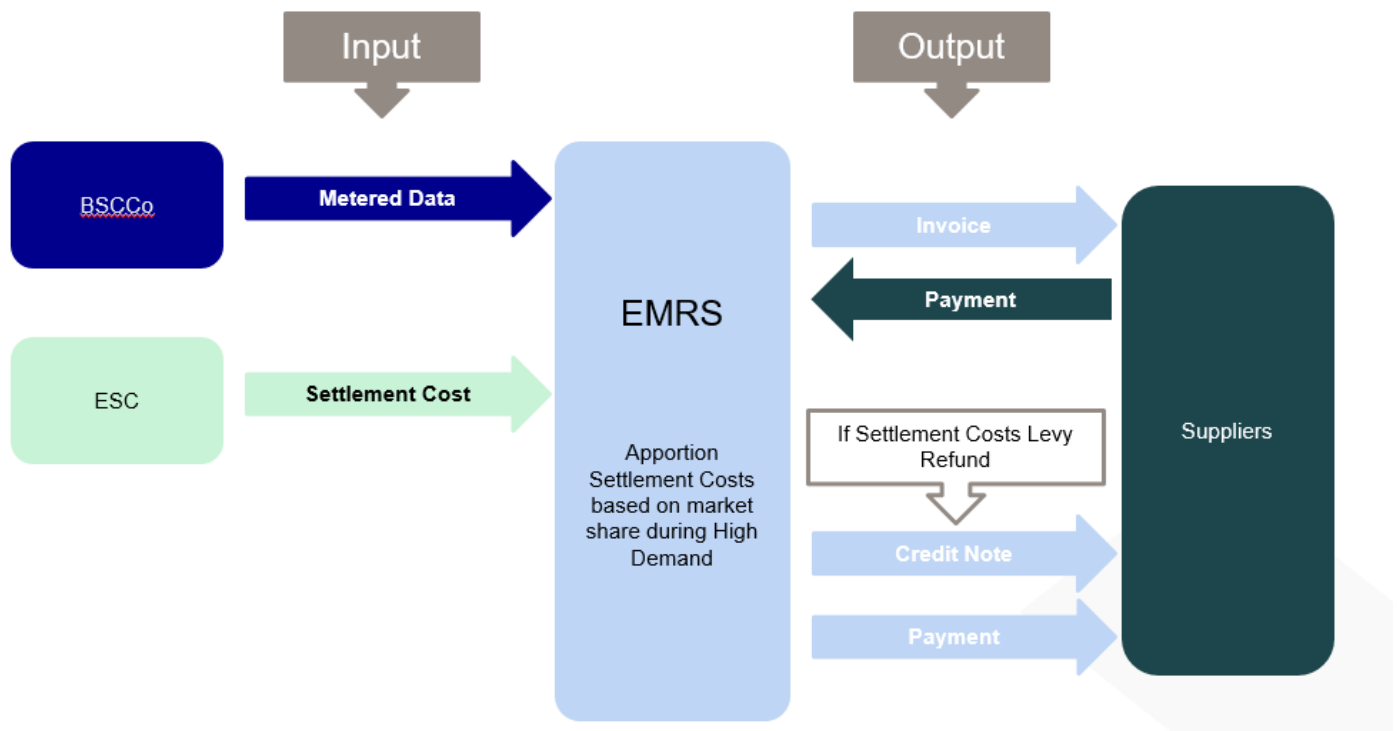 Input
Output
BSCCo
Metered Data
EMRS
Apportion
Settlement Costs
based on market
share during High
Demand
ESC
Settlement Cost
Invoice
Payment
If Settlement Costs Levy
Refund
Credit Note
Payment
Suppliers